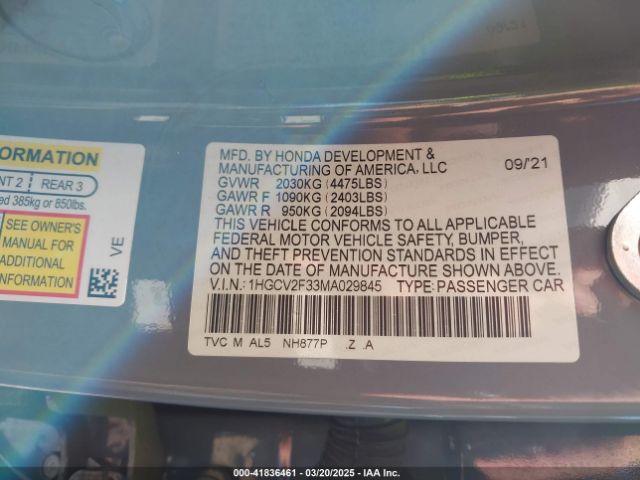 ORMATION
NT 2 REAR 3
ed 385kg or 850lbs.
SEE OWNER'S
MANUAL FOR
ADDITIONAL
INFORMATION
VE
MFD. BY HONDA DEVELOPMENT &
MANUFACTURING OF AMERICA, LLC 09/'21
GVWR 2030KG (4475LBS)
GAWR F 1090KG (2403LBS)
GAWR R 950KG (2094LBS)
THIS VEHICLE CONFORMS TO ALL APPLICABLE
FEDERAL MOTOR VEHICLE SAFETY, BUMPER,
AND THEFT PREVENTION STANDARDS IN EFFECT
ON THE DATE OF MANUFACTURE SHOWN ABOVE.
V.I.N.: 1HGCV2F33MA029845 TYPE: PASSENGER CAR
TVC M AL5 NH877P .Z .A
000-41836461 — 03/20/2025 — IAA Inc.